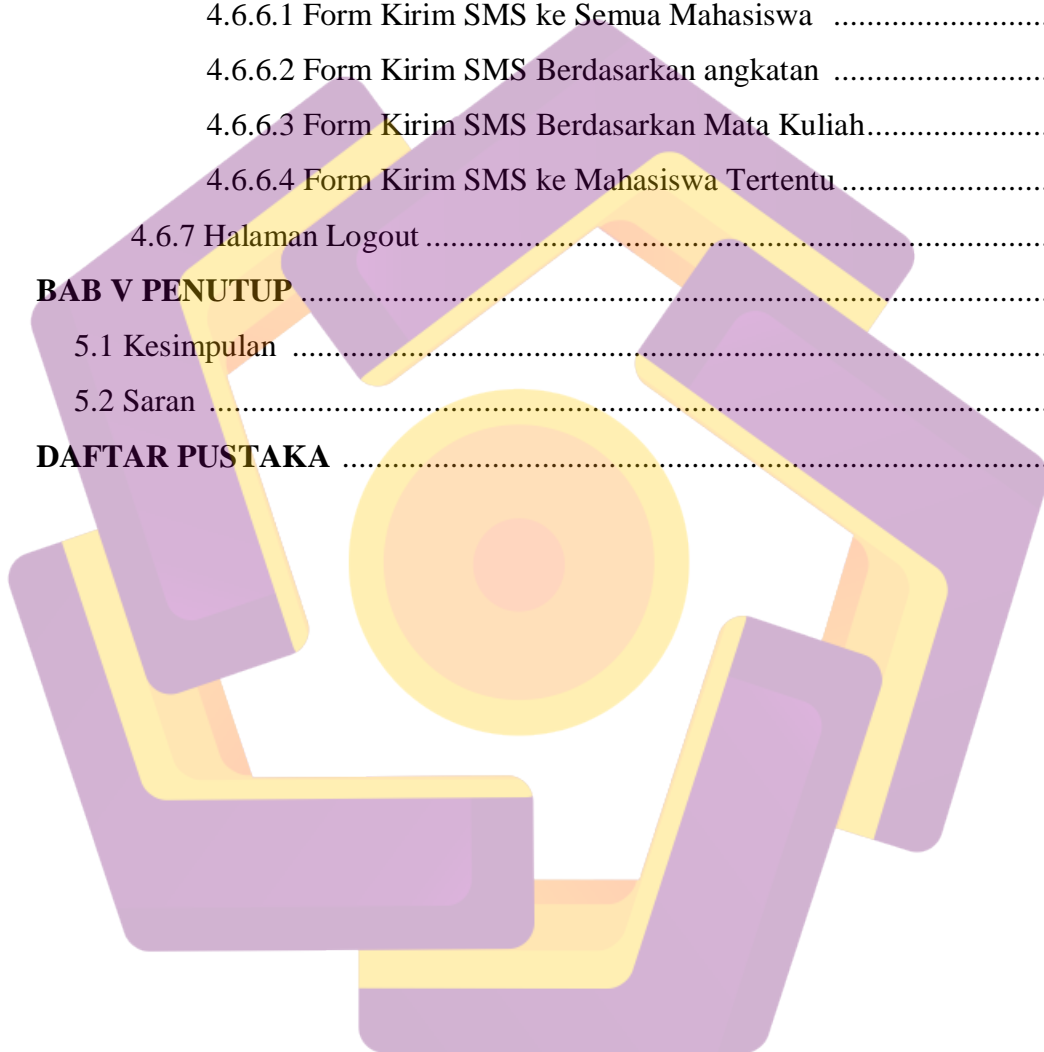 4.6.6.1 Form Kirim SMS ke Semua Mahasiswa ..............................
4.6.6.2 Form Kirim SMS Berdasarkan angkatan ..............................
4.6.6.3 Form Kirim SMS Berdasarkan Mata Kuliah..........................
4.6.6.4 Form Kirim SMS ke Mahasiswa Tertentu .............................
4.6.7 Halaman Logout ...........................................................................
BAB V PENUTUP ...........................................................................................
5.1 Kesimpulan ............................................................................................
5.2 Saran .....................................................................................................
DAFTAR PUSTAKA ......................................................................................